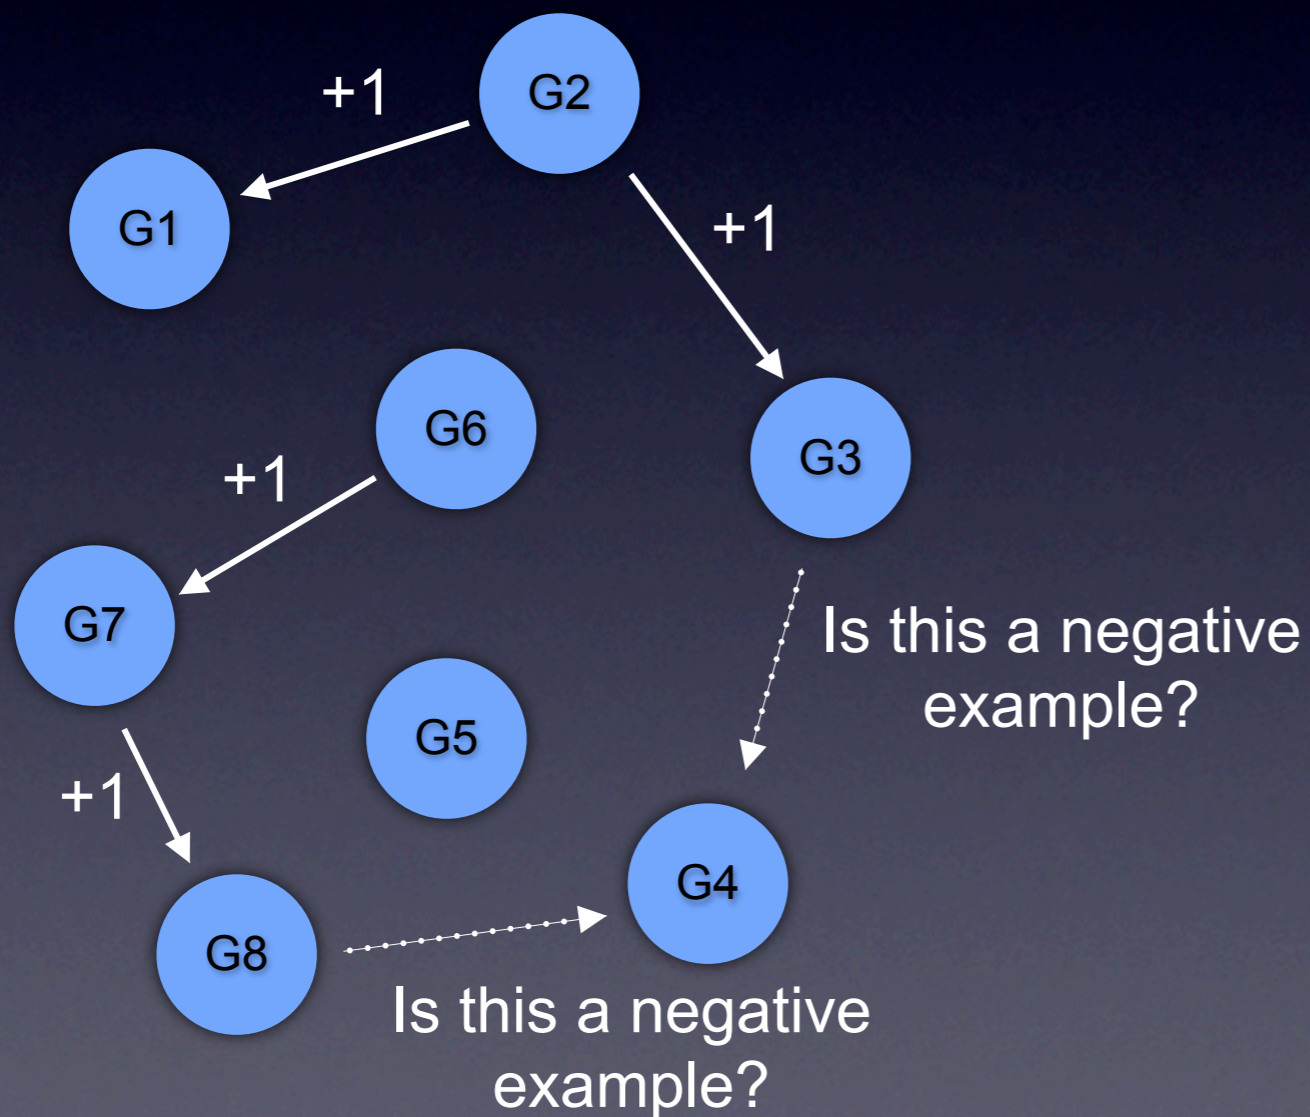 G2
+1
G1
+1
G6
G3
+1
G7
Is this a negative
example?
G5
+1
G4
G8
Is this a negative
example?